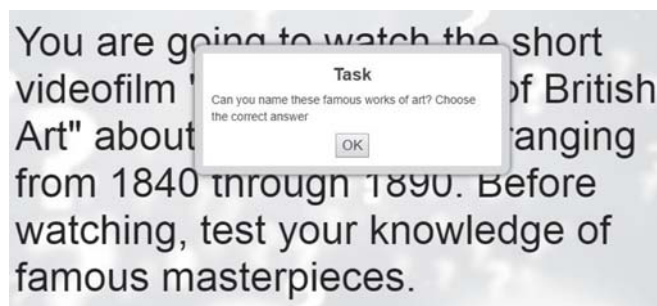 You are going to watch the short
videofilm " of British
Art" about ranging
from 1840 through 1890. Before
watching, test your knowledge of
famous masterpieces.
Task
Can you name these famous works of art? Choose
the correct answer
OK